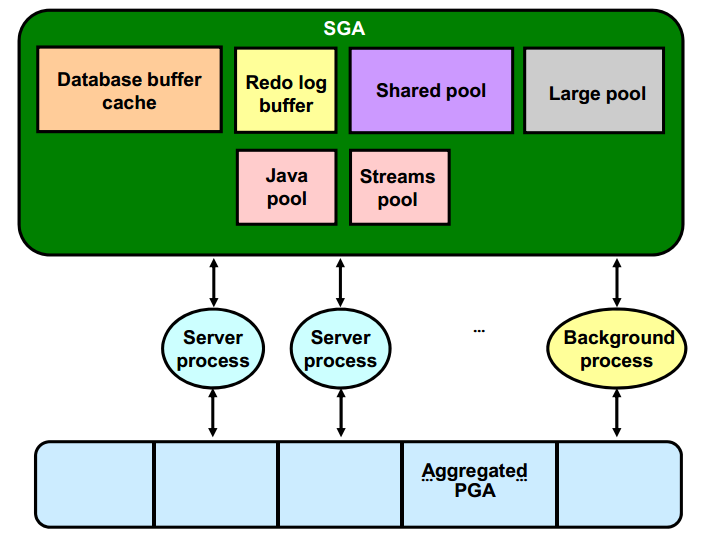 SGA
Database buffer
cache
Redo log
buffer
Shared pool
Large pool
Java
pool
Streams
pool
Server
process
Server
process
...
Background
process
Aggregated
... ...
PGA